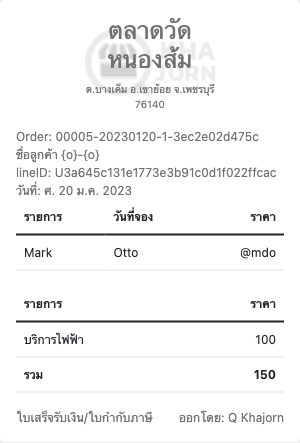 KHA
JORN
ตลาดวัด
หนองส้ม
ต.บางเค็ม อ.เขาย้อย จ.เพชรบุรี
76140
Order: 00005-20230120-1-3ec2e02d475c
ชื่อลูกค้า {o}-{o}
lineID: U3a645c131e1773e3b91c0d1f022ffcac
วันที่: ศ. 20 ม.ค. 2023
รายการ วันที่จอง ราคา
Mark Otto @mdo
รายการ ราคา
บริการไฟฟ้า 100
รวม 150
ใบเสร็จรับเงิน/ใบกำกับภาษี ออกโดย: Q Khajorn